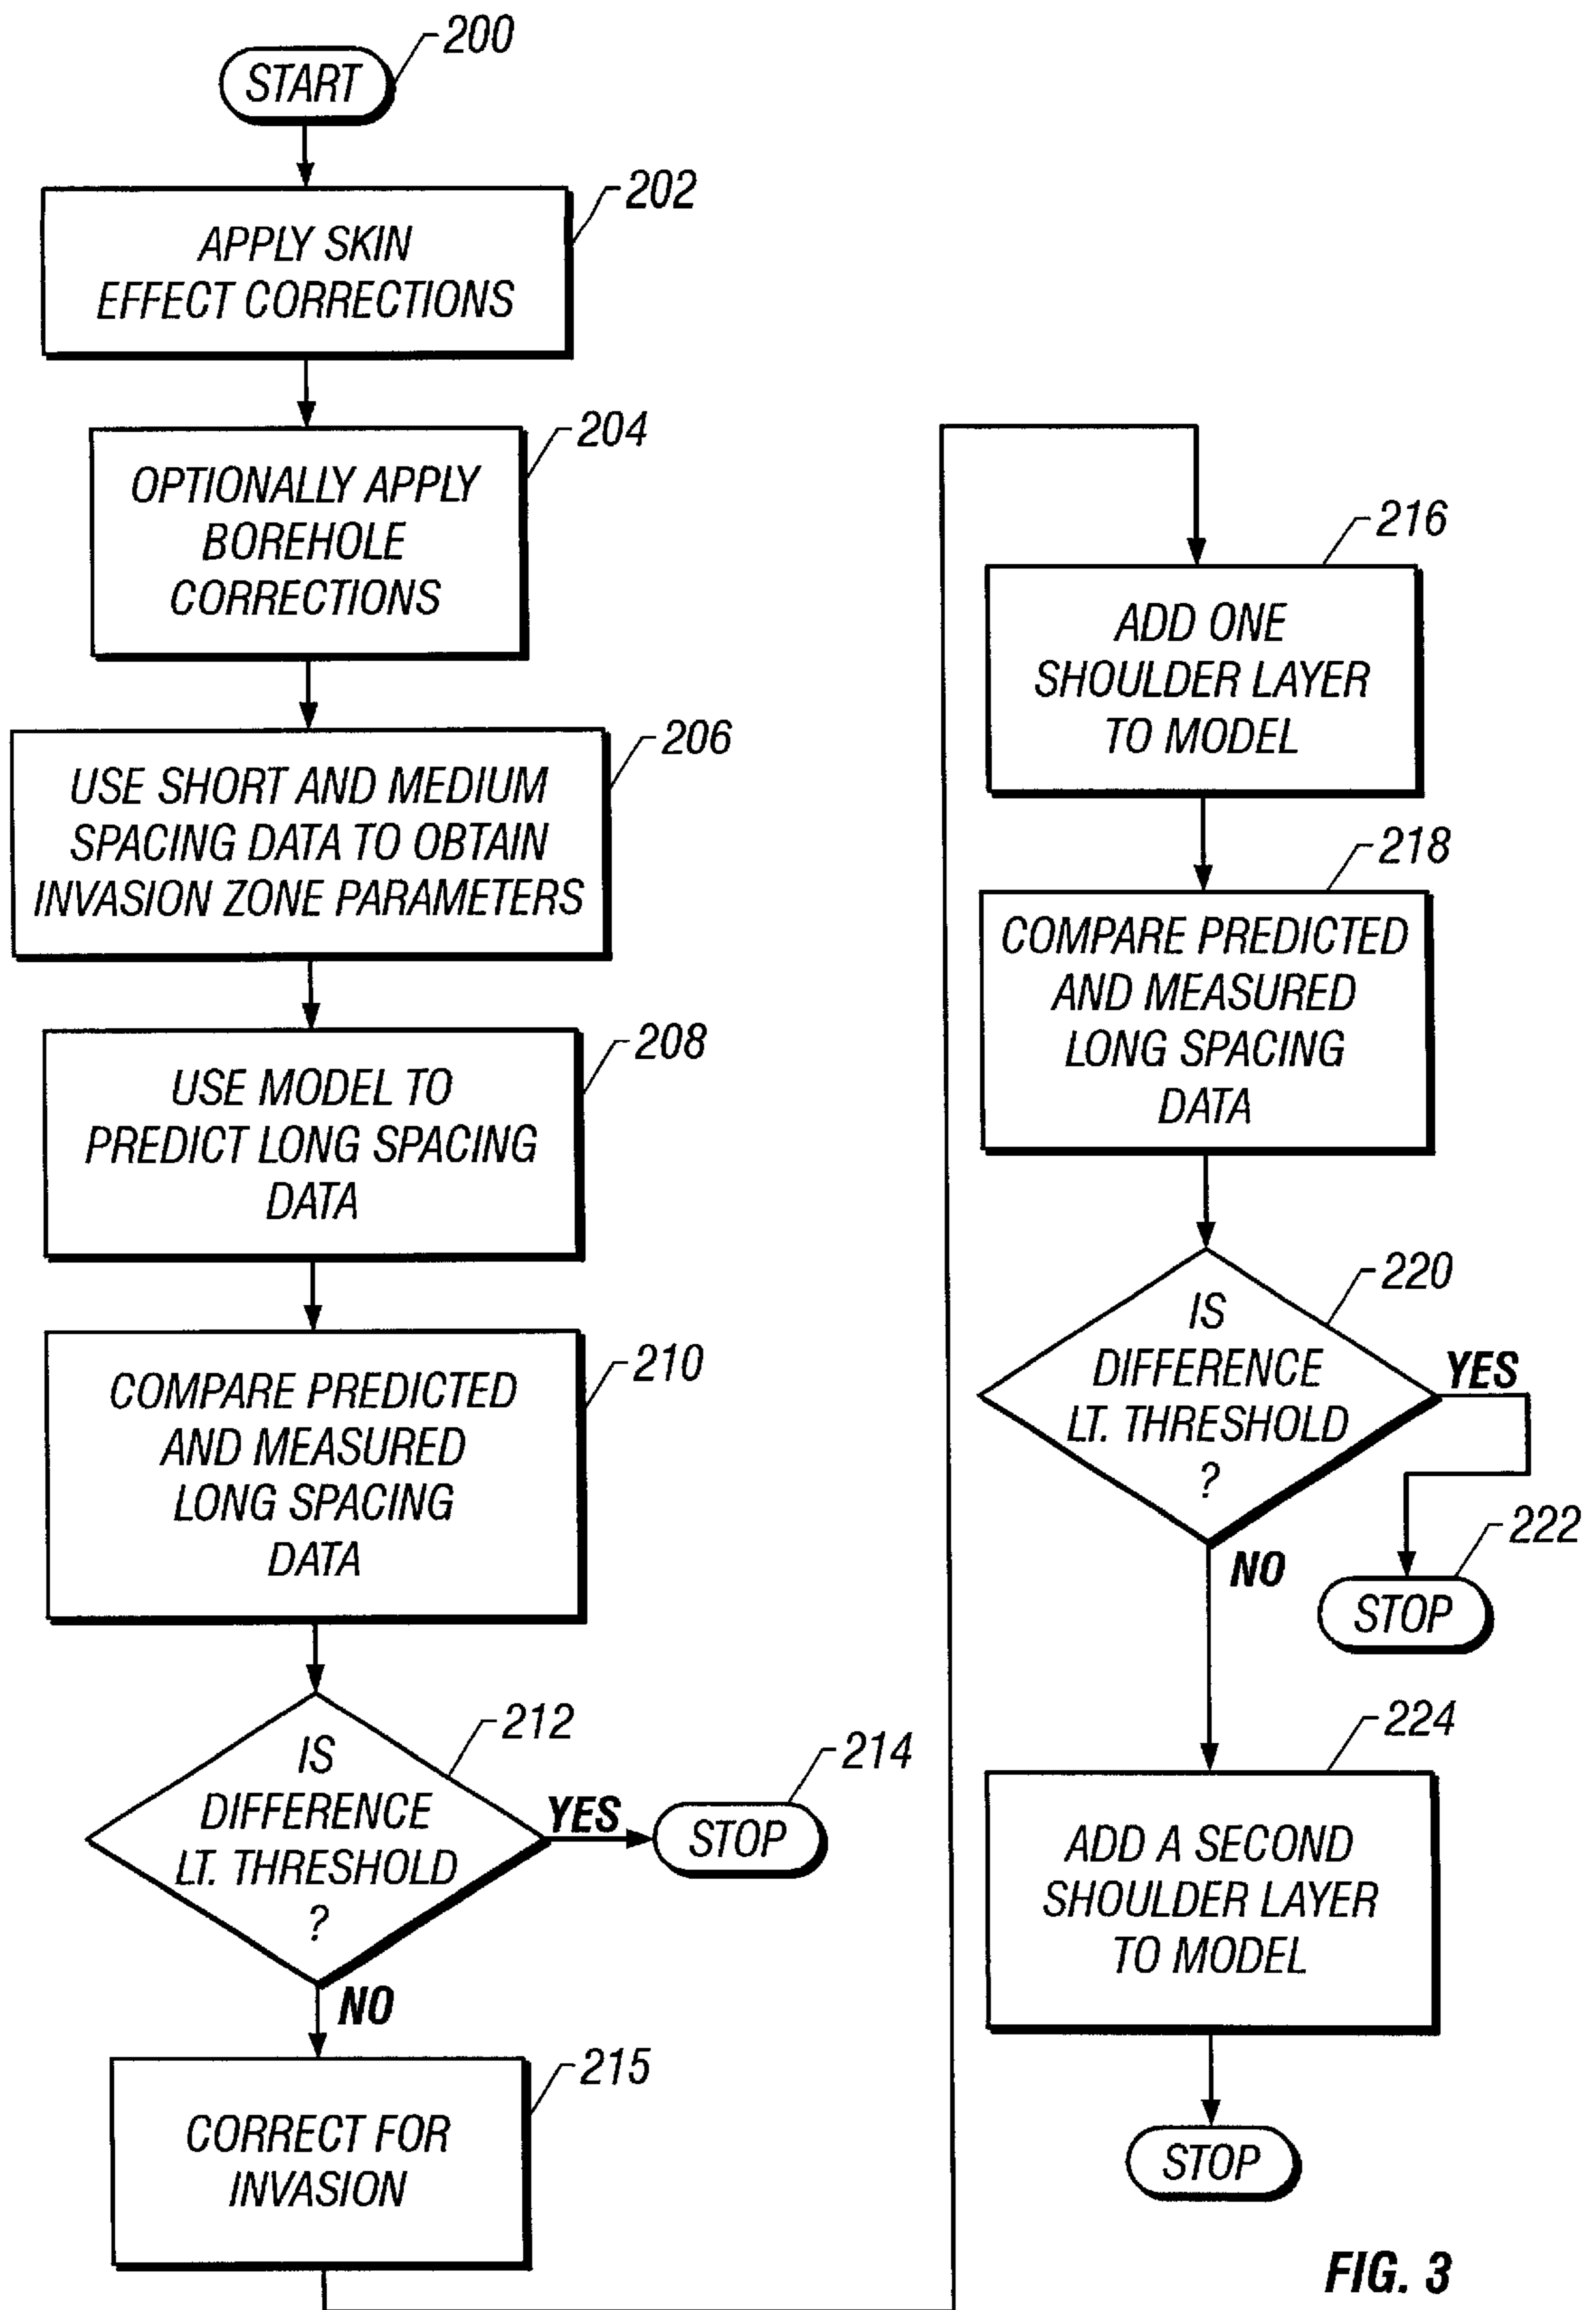 200
START
202
APPLY SKIN
EFFECT CORRECTIONS
204
OPTIONALLY APPLY
BOREHOLE
CORRECTIONS
206
USE SHORT AND MEDIUM
SPACING DATA TO OBTAIN
INVASION ZONE PARAMETERS
208
USE MODEL TO
PREDICT LONG SPACING
DATA
210
COMPARE PREDICTED
AND MEASURED
LONG SPACING
DATA
212
IS
DIFFERENCE
LT. THRESHOLD
?
YES
214
STOP
NO
215
CORRECT FOR
INVASION
216
ADD ONE
SHOULDER LAYER
TO MODEL
218
COMPARE PREDICTED
AND MEASURED
LONG SPACING
DATA
220
IS
DIFFERENCE
LT. THRESHOLD
?
YES
222
STOP
NO
224
ADD A SECOND
SHOULDER LAYER
TO MODEL
STOP
FIG. 3